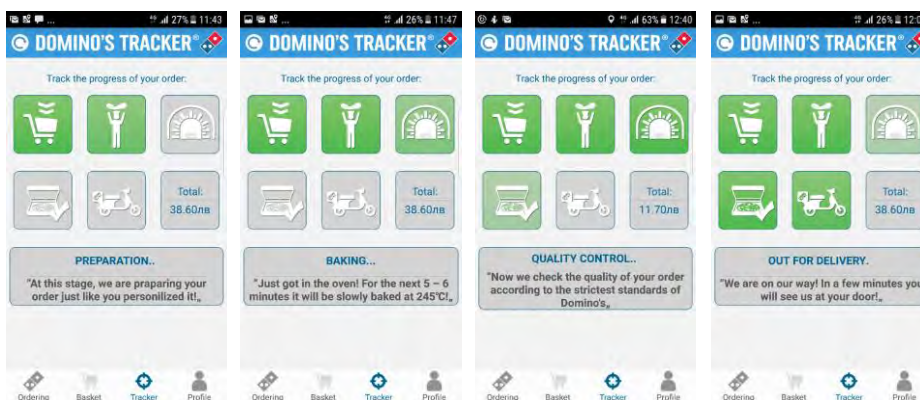 27% 11:43
DOMINO'S TRACKER®
Track the progress of your order:
Total:
38.60лв
PREPARATION..
"At this stage, we are praparing your
order just like you personilized it!„
Ordering Basket Tracker Profile
26% 11:47
DOMINO'S TRACKER®
Track the progress of your order:
Total:
38.60лв
BAKING...
"Just got in the oven! For the next 5 – 6
minutes it will be slowly baked at 245°C!„
Ordering Basket Tracker Profile
63% 12:40
DOMINO'S TRACKER®
Track the progress of your order:
Total:
11.70лв
QUALITY CONTROL..
"Now we check the quality of your order
according to the strictest standards of
Domino's„
Ordering Basket Tracker Profile
26% 12:0
DOMINO'S TRACKER®
Track the progress of your order:
Total:
38.60лв
OUT FOR DELIVERY.
"We are on our way! In a few minutes you
will see us at your door!„
Ordering Basket Tracker Profile